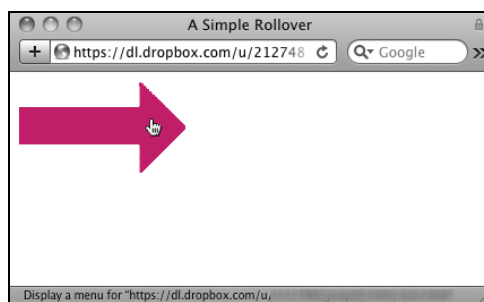 A Simple Rollover
+ https://dl.dropbox.com/u/212748 Google »
Display a menu for "https://dl.dropbox.com/u/